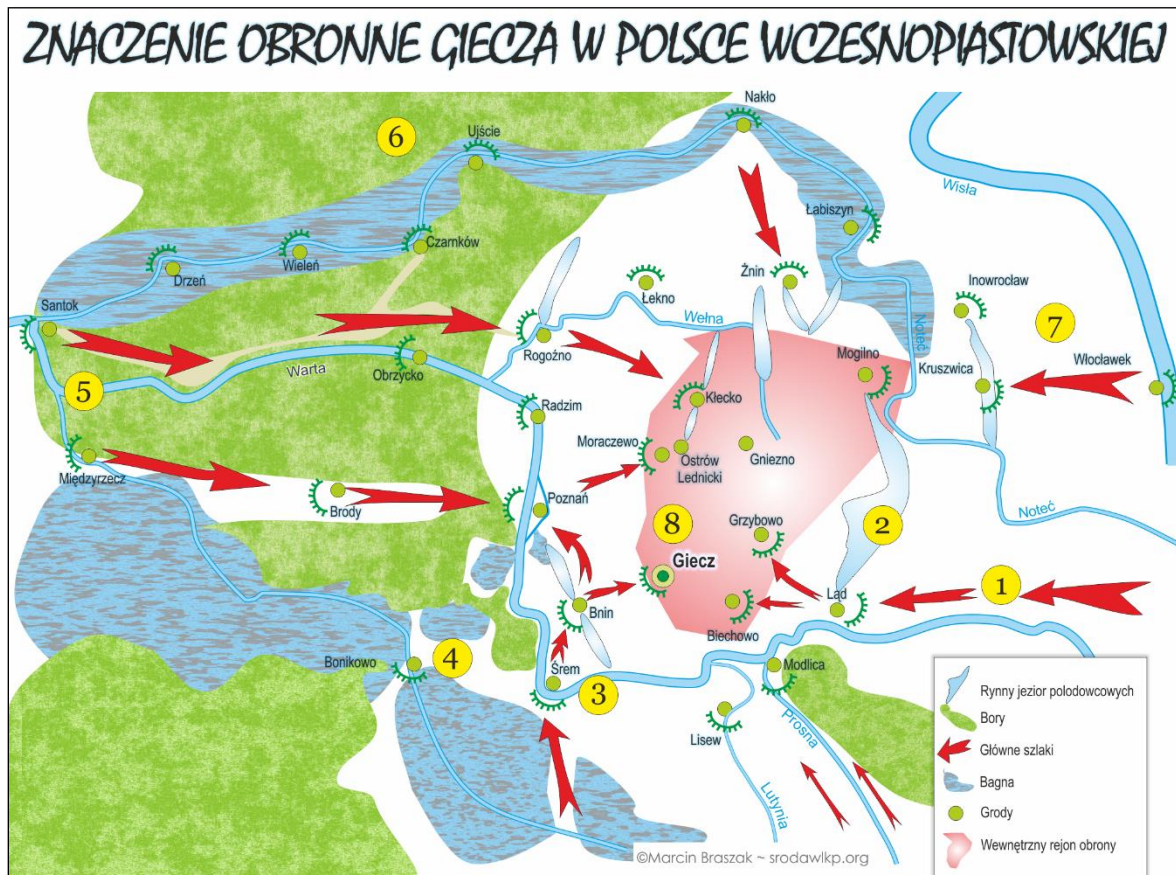 ZNACZENIE OBRONNE GIECZA W POLSCE WCZESNOPIASTOWSKIEJ
Nakło
6
Ujście
Wisła
Łabiszyn
Czarnków
Wieleń
Drzeń
Żnin
Inowrocław
Santok
Łekno
Wełna
Noteć
7
Rogoźno
Mogilno
Kruszwica
Włocławek
Warta
Obrzycko
5
Kłecko
Radzim
Moraczewo
Ostrów
Lednicki
Gniezno
Międzyrzecz
Brody
Poznań
Noteć
8
Grzybowo
2
Giecz
1
Bnin
Ląd
Biechowo
Bonikowo
4
Śrem
3
Modlica
Lisew
Prosna
Lutynia
Rynny jezior polodowcowych
Bory
Główne szlaki
Bagna
Grody
Wewnętrzny rejon obrony
©Marcin Braszak ~ srodawlkp.org